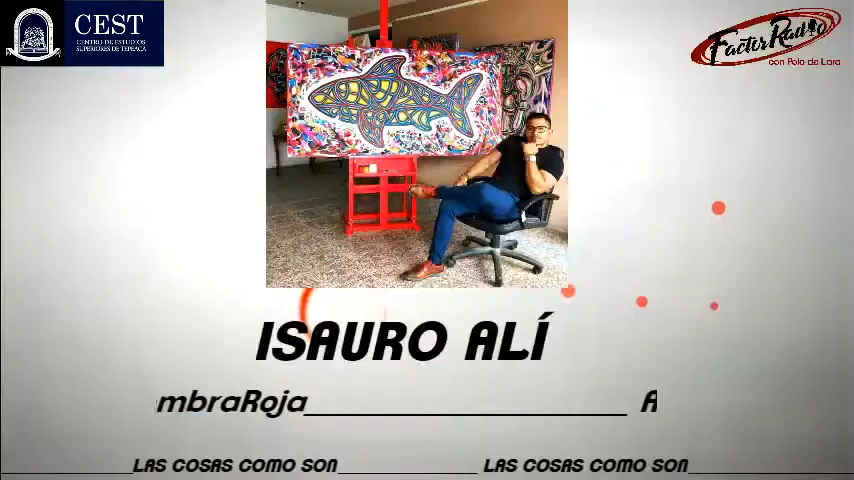 CEST
CENTRO DE ESTUDIOS
SUPERIORES DE TEPEACA
Factor Radio
con Polo de Lara
ISAURO ALÍ
mbraRoja A
LAS COSAS COMO SON LAS COSAS COMO SON